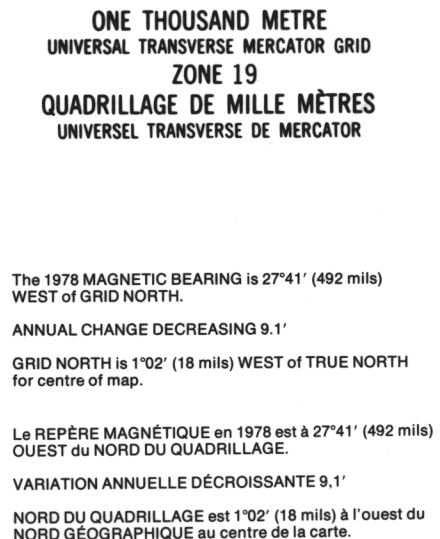 ONE THOUSAND METRE
UNIVERSAL TRANSVERSE MERCATOR GRID
ZONE 19
QUADRILLAGE DE MILLE MÈTRES
UNIVERSEL TRANSVERSE DE MERCATOR
The 1978 MAGNETIC BEARING is 27°41′ (492 mils)
WEST of GRID NORTH.
ANNUAL CHANGE DECREASING 9.1′
GRID NORTH is 1°02′ (18 mils) WEST of TRUE NORTH
for centre of map.
Le REPÈRE MAGNÉTIQUE en 1978 est à 27°41′ (492 mils)
OUEST du NORD DU QUADRILLAGE.
VARIATION ANNUELLE DÉCROISSANTE 9,1′
NORD DU QUADRILLAGE est 1°02′ (18 mils) à l'ouest du
NORD GÉOGRAPHIQUE au centre de la carte.